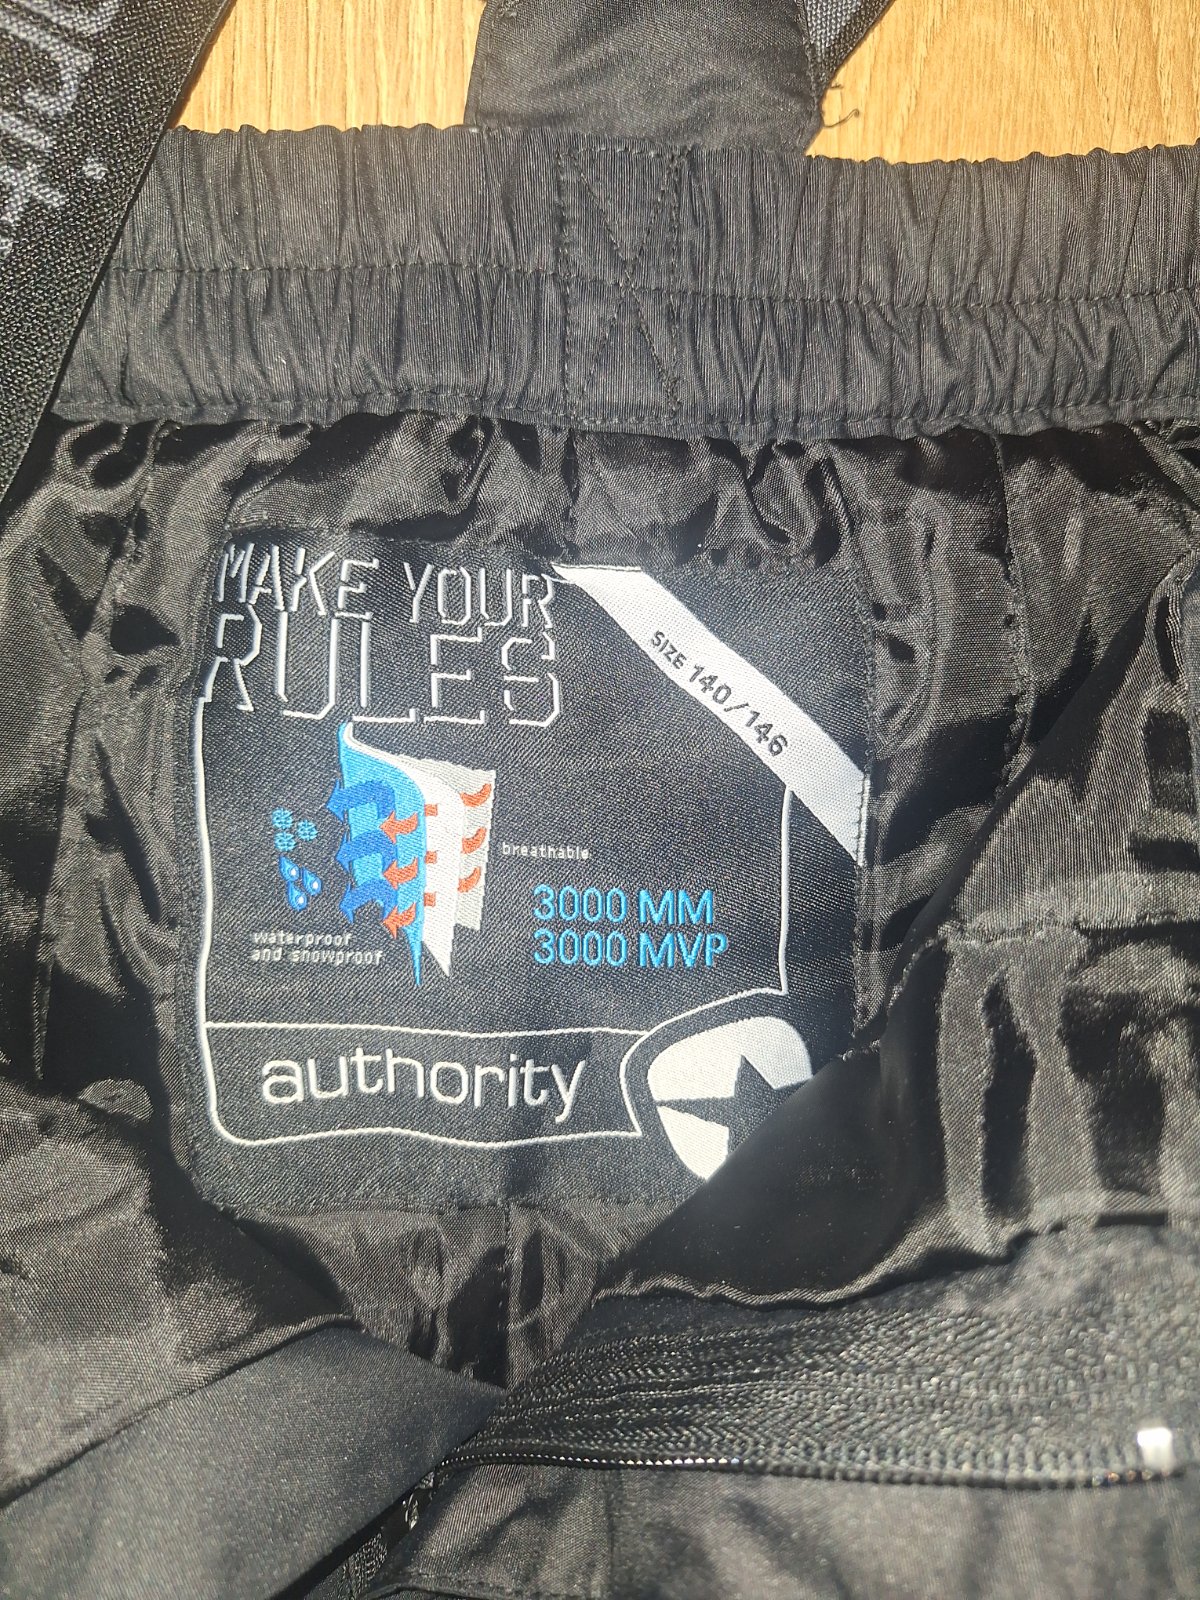 MAKE YOUR
RULES
SIZE 140/146
breathable
3000 MM
3000 MVP
waterproof
and snowproof
authority